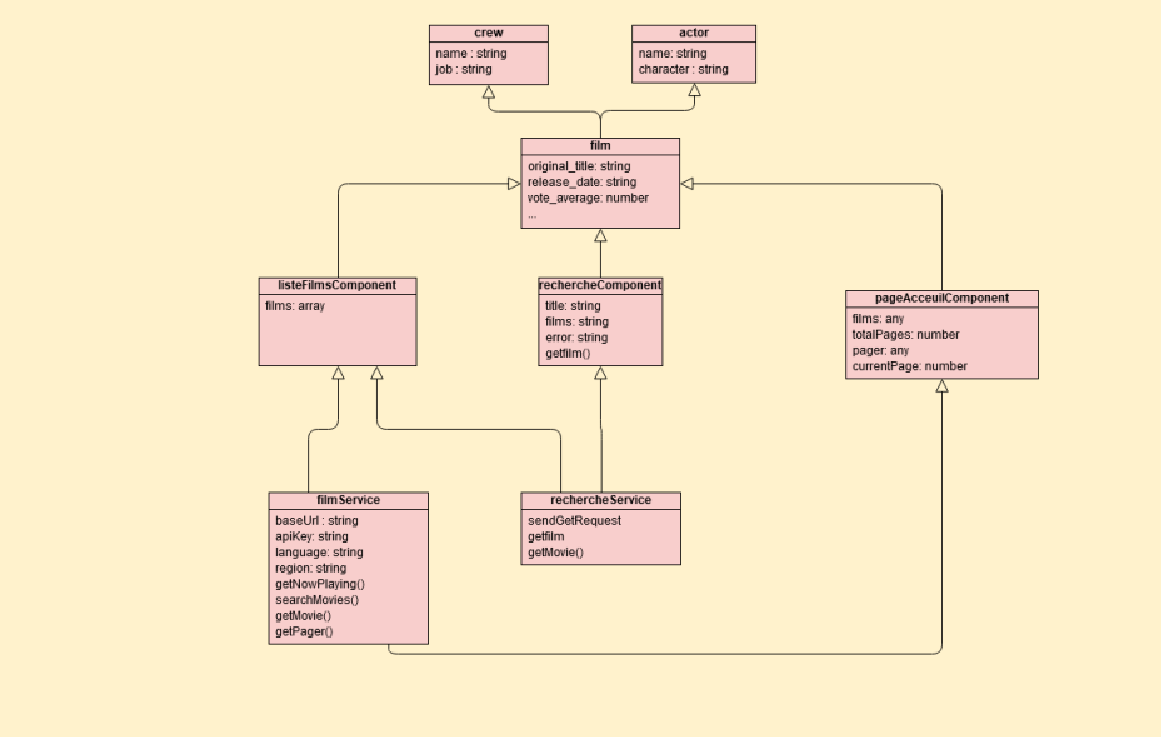 crew
name : string
job : string
actor
name: string
character : string
film
original_title: string
release_date: string
vote_average: number
...
listeFilmsComponent
films: array
rechercheComponent
title: string
films: string
error: string
getfilm()
pageAcceuilComponent
films: any
totalPages: number
pager: any
currentPage: number
filmService
baseUrl : string
apiKey: string
language: string
region: string
getNowPlaying()
searchMovies()
getMovie()
getPager()
rechercheService
sendGetRequest
getfilm
getMovie()